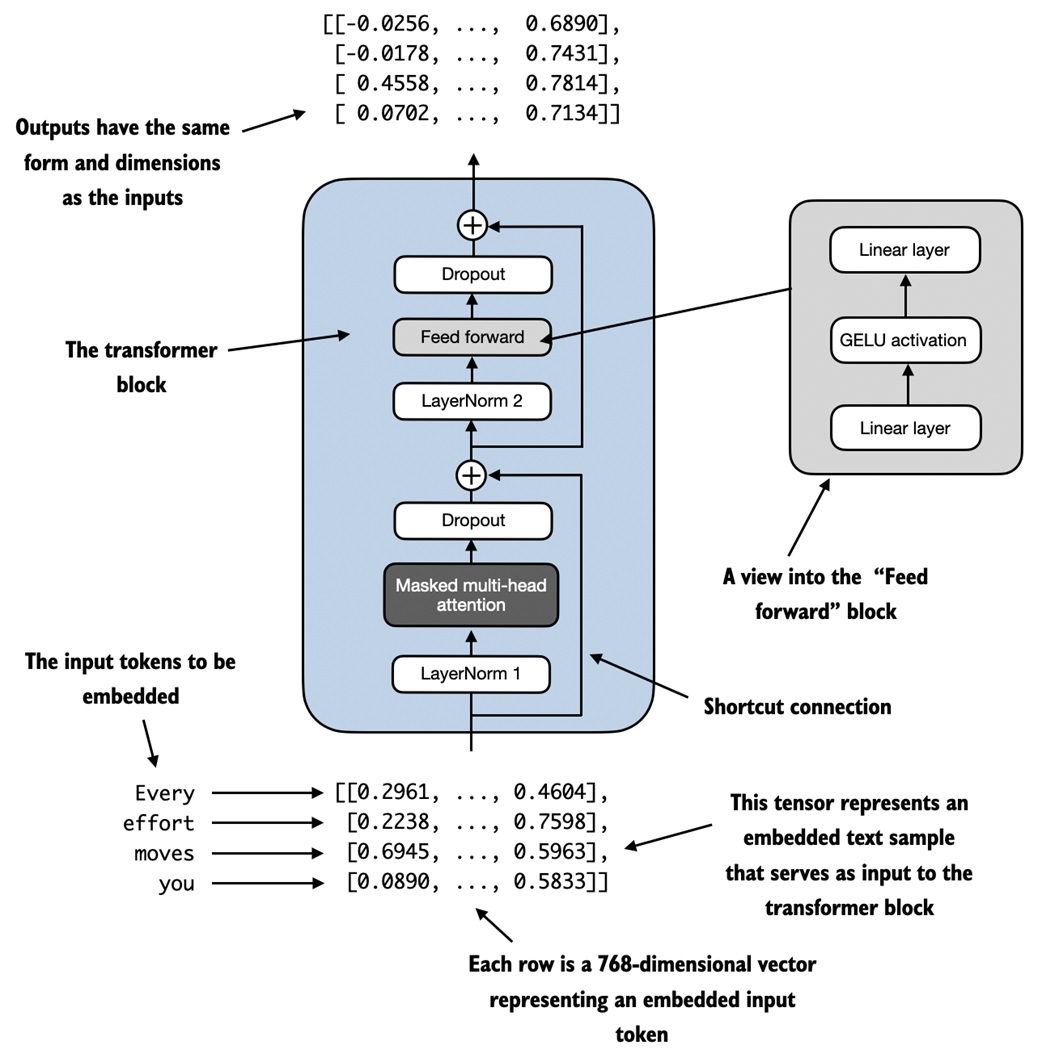 [[-0.0256, ..., 0.6890],
[-0.0178, ..., 0.7431],
[ 0.4558, ..., 0.7814],
[ 0.0702, ..., 0.7134]]
Outputs have the same
form and dimensions
as the inputs
+
Dropout
Feed forward
LayerNorm 2
+
Dropout
Masked multi-head
attention
LayerNorm 1
The transformer
block
Linear layer
GELU activation
Linear layer
A view into the “Feed
forward” block
Shortcut connection
The input tokens to be
embedded
Every [[0.2961, ..., 0.4604],
effort [0.2238, ..., 0.7598],
moves [0.6945, ..., 0.5963],
you [0.0890, ..., 0.5833]]
This tensor represents an
embedded text sample
that serves as input to the
transformer block
Each row is a 768-dimensional vector
representing an embedded input
token